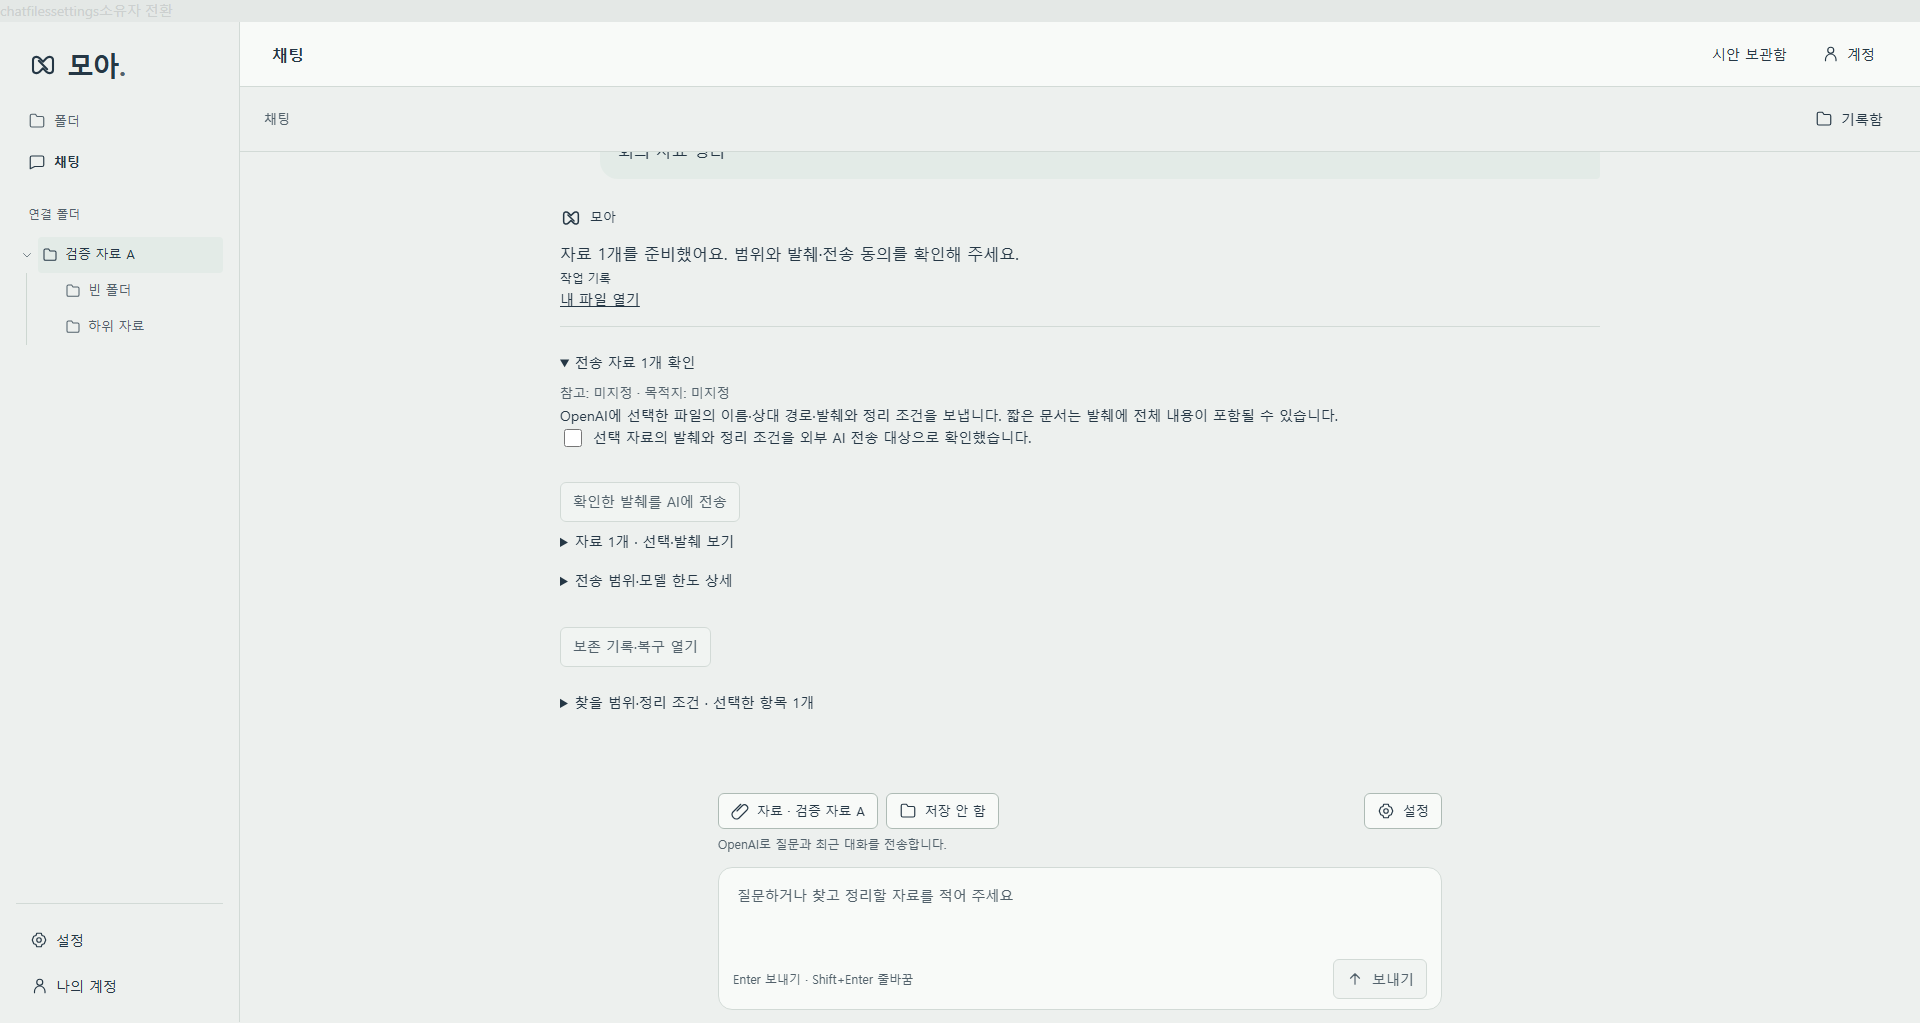 chatfilessettings소유자 전환
모아.
폴더
채팅
연결 폴더
검증 자료 A
빈 폴더
하위 자료
설정
나의 계정
채팅
시안 보관함
계정
채팅
기록함
회의 자료 정리
모아
자료 1개를 준비했어요. 범위와 발췌·전송 동의를 확인해 주세요.
작업 기록
내 파일 열기
전송 자료 1개 확인
참고: 미지정 · 목적지: 미지정
OpenAI에 선택한 파일의 이름·상대 경로·발췌와 정리 조건을 보냅니다. 짧은 문서는 발췌에 전체 내용이 포함될 수 있습니다.
선택 자료의 발췌와 정리 조건을 외부 AI 전송 대상으로 확인했습니다.
확인한 발췌를 AI에 전송
자료 1개 · 선택·발췌 보기
전송 범위·모델 한도 상세
보존 기록·복구 열기
찾을 범위·정리 조건 · 선택한 항목 1개
자료 · 검증 자료 A
저장 안 함
설정
OpenAI로 질문과 최근 대화를 전송합니다.
질문하거나 찾고 정리할 자료를 적어 주세요
Enter 보내기 · Shift+Enter 줄바꿈
보내기